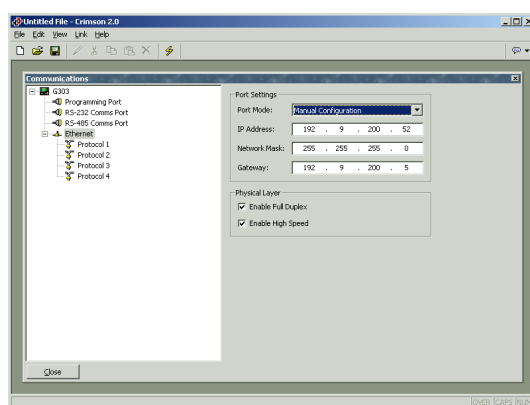 Untitled File - Crimson 2.0
File Edit View Link Help
Communications
G303
Programming Port
RS-232 Comms Port
RS-485 Comms Port
Ethernet
Protocol 1
Protocol 2
Protocol 3
Protocol 4
Port Settings
Port Mode: Manual Configuration
IP Address: 192 . 9 . 200 . 52
Network Mask: 255 . 255 . 255 . 0
Gateway: 192 . 9 . 200 . 5
Physical Layer
Enable Full Duplex
Enable High Speed
Close
OVER CAPS NUM